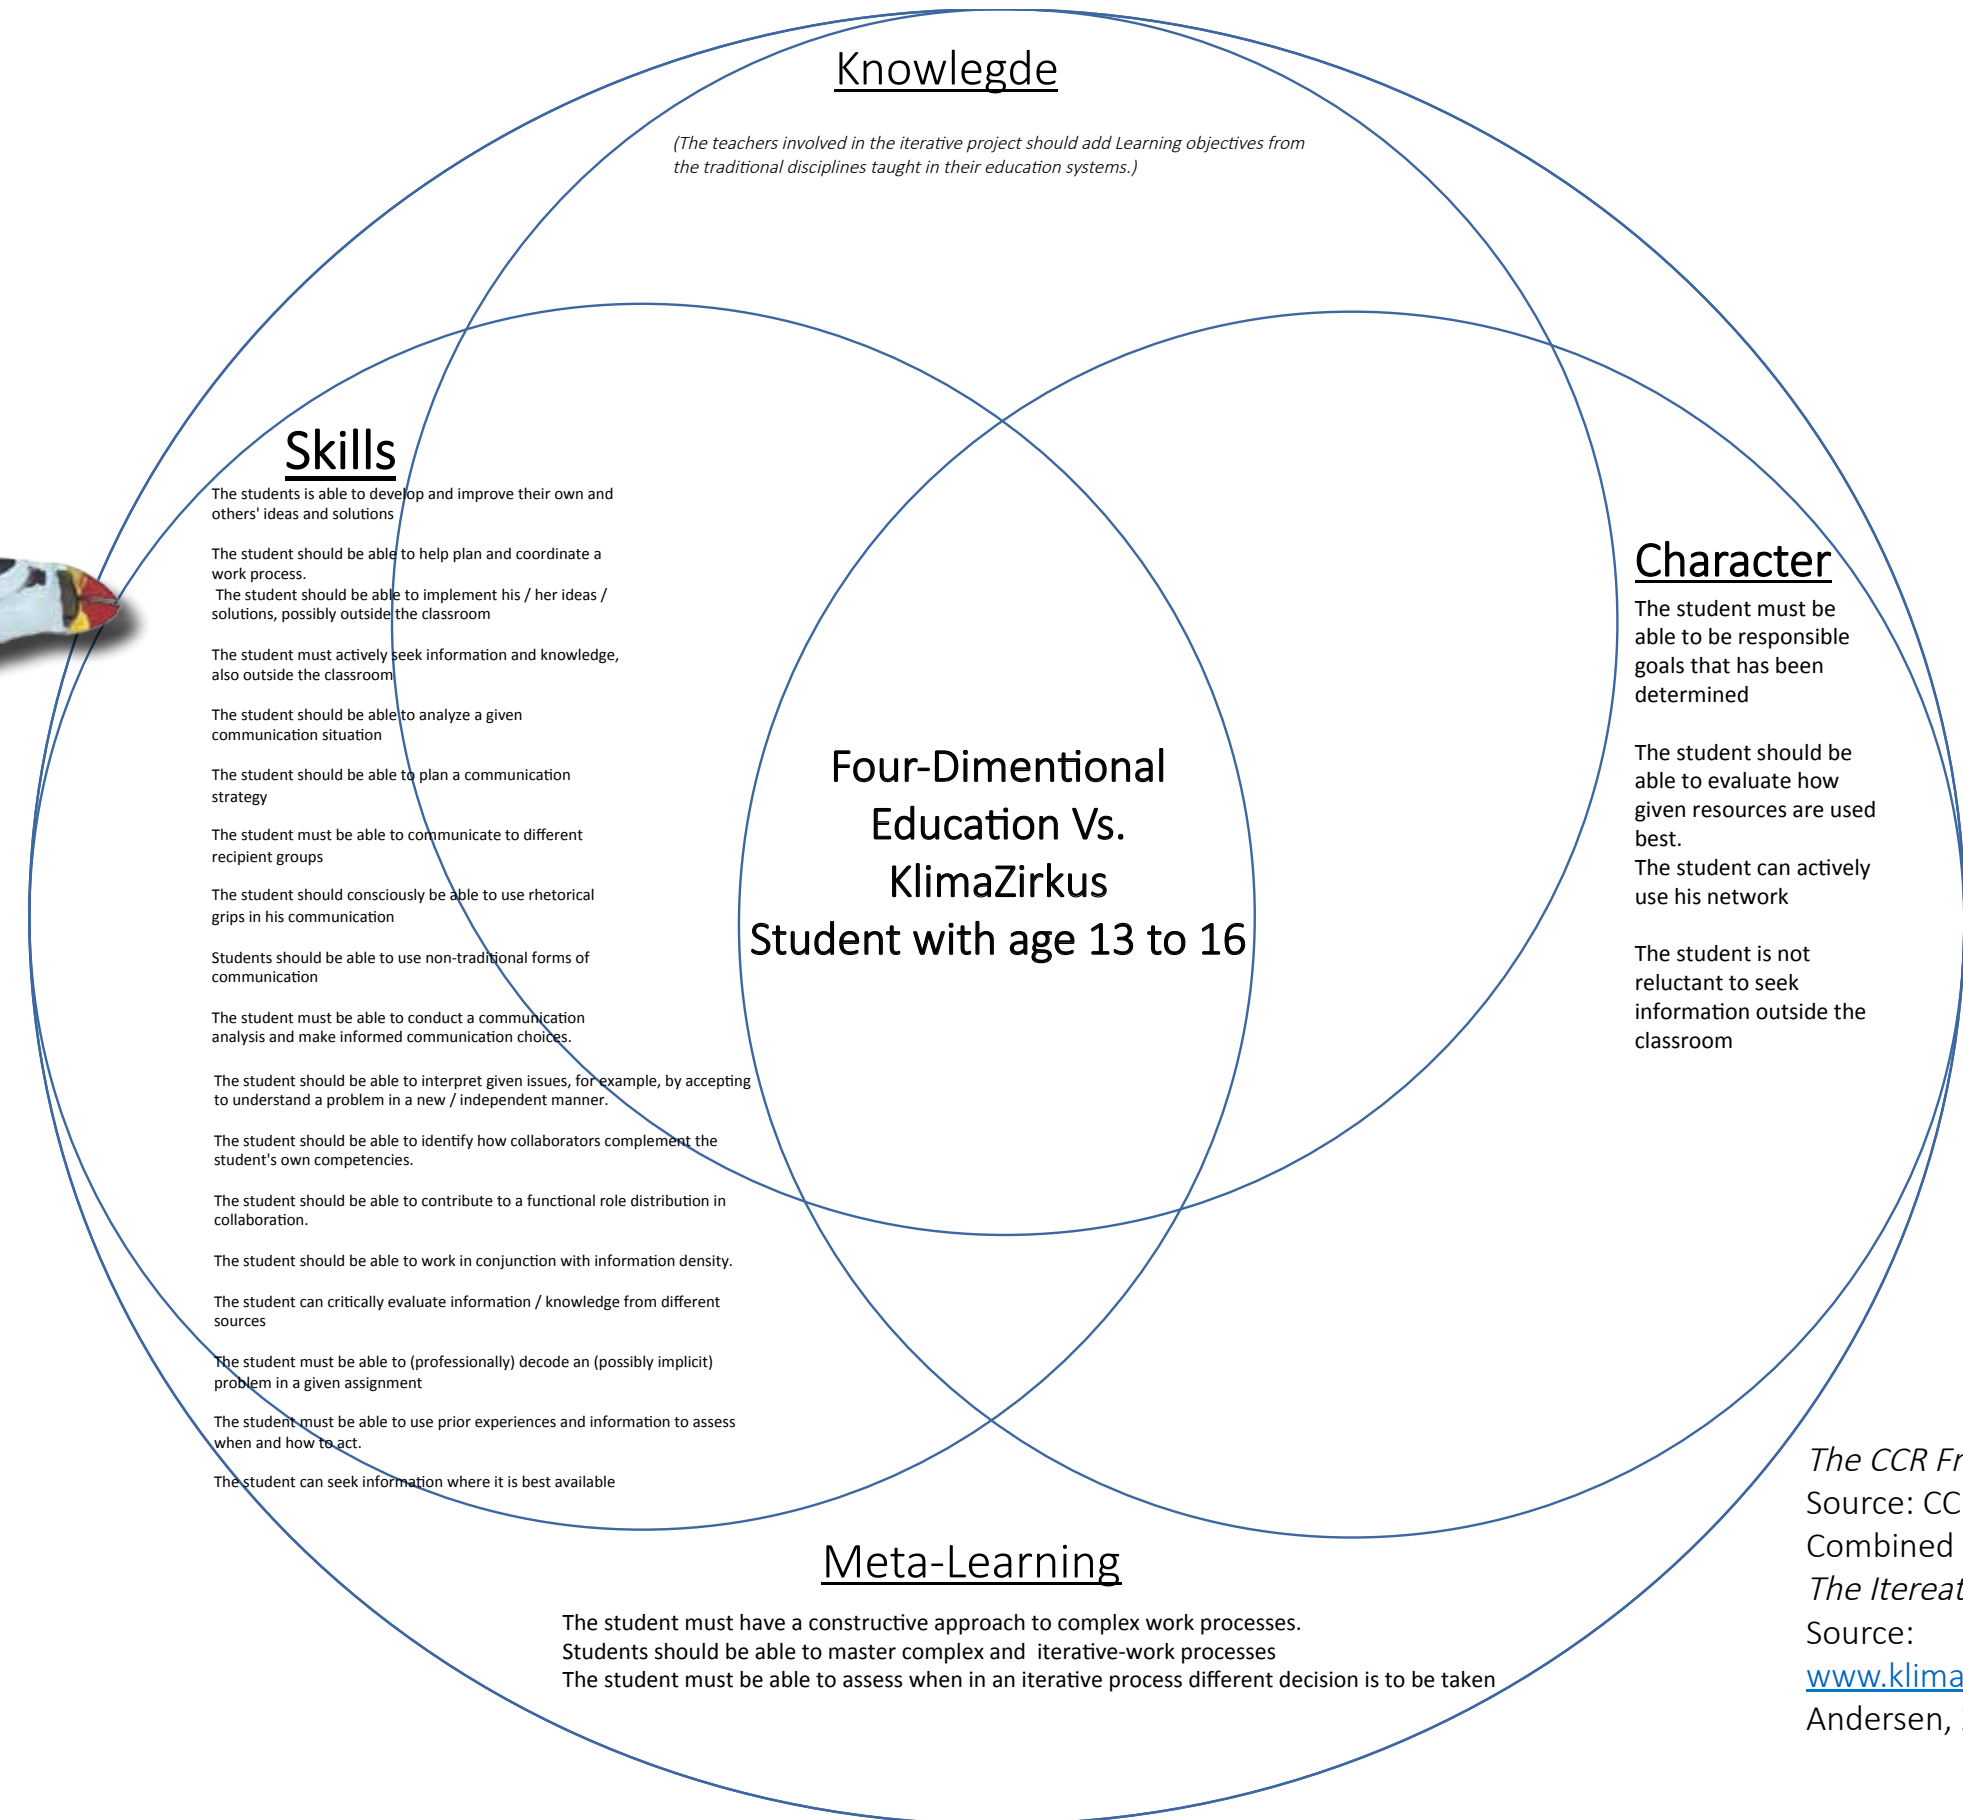 Knowlegde
(The teachers involved in the iterative project should add Learning objectives from
the traditional disciplines taught in their education systems.)
Skills
The students is able to develop and improve their own and
others' ideas and solutions
The student should be able to help plan and coordinate a
work process.
The student should be able to implement his / her ideas /
solutions, possibly outside the classroom
The student must actively seek information and knowledge,
also outside the classroom
The student should be able to analyze a given
communication situation
The student should be able to plan a communication
strategy
The student must be able to communicate to different
recipient groups
The student should consciously be able to use rhetorical
grips in his communication
Students should be able to use non-traditional forms of
communication
The student must be able to conduct a communication
analysis and make informed communication choices.
The student should be able to interpret given issues, for example, by accepting
to understand a problem in a new / independent manner.
The student should be able to identify how collaborators complement the
student's own competencies.
The student should be able to contribute to a functional role distribution in
collaboration.
The student should be able to work in conjunction with information density.
The student can critically evaluate information / knowledge from different
sources
The student must be able to (professionally) decode an (possibly implicit)
problem in a given assignment
The student must be able to use prior experiences and information to assess
when and how to act.
The student can seek information where it is best available
Four-Dimentional
Education Vs.
KlimaZirkus
Student with age 13 to 16
Character
The student must be
able to be responsible
goals that has been
determined
The student should be
able to evaluate how
given resources are used
best.
The student can actively
use his network
The student is not
reluctant to seek
information outside the
classroom
Meta-Learning
The student must have a constructive approach to complex work processes.
Students should be able to master complex and iterative-work processes
The student must be able to assess when in an iterative process different decision is to be taken
The CCR Fr
Source: CC
Combined
The Itereat
Source:
www.klima
Andersen,